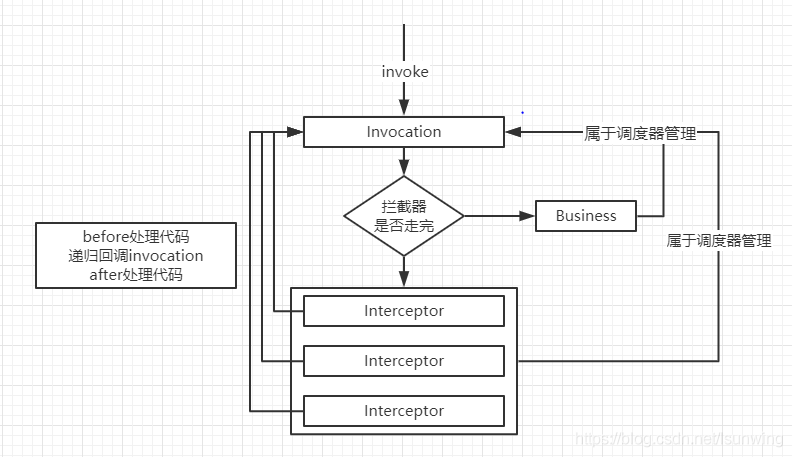 invoke
Invocation
属于调度器管理
拦截器
是否走完
Business
before处理代码
递归回调invocation
after处理代码
属于调度器管理
Interceptor
Interceptor
Interceptor
https://blog.csdn.net/lsunwing